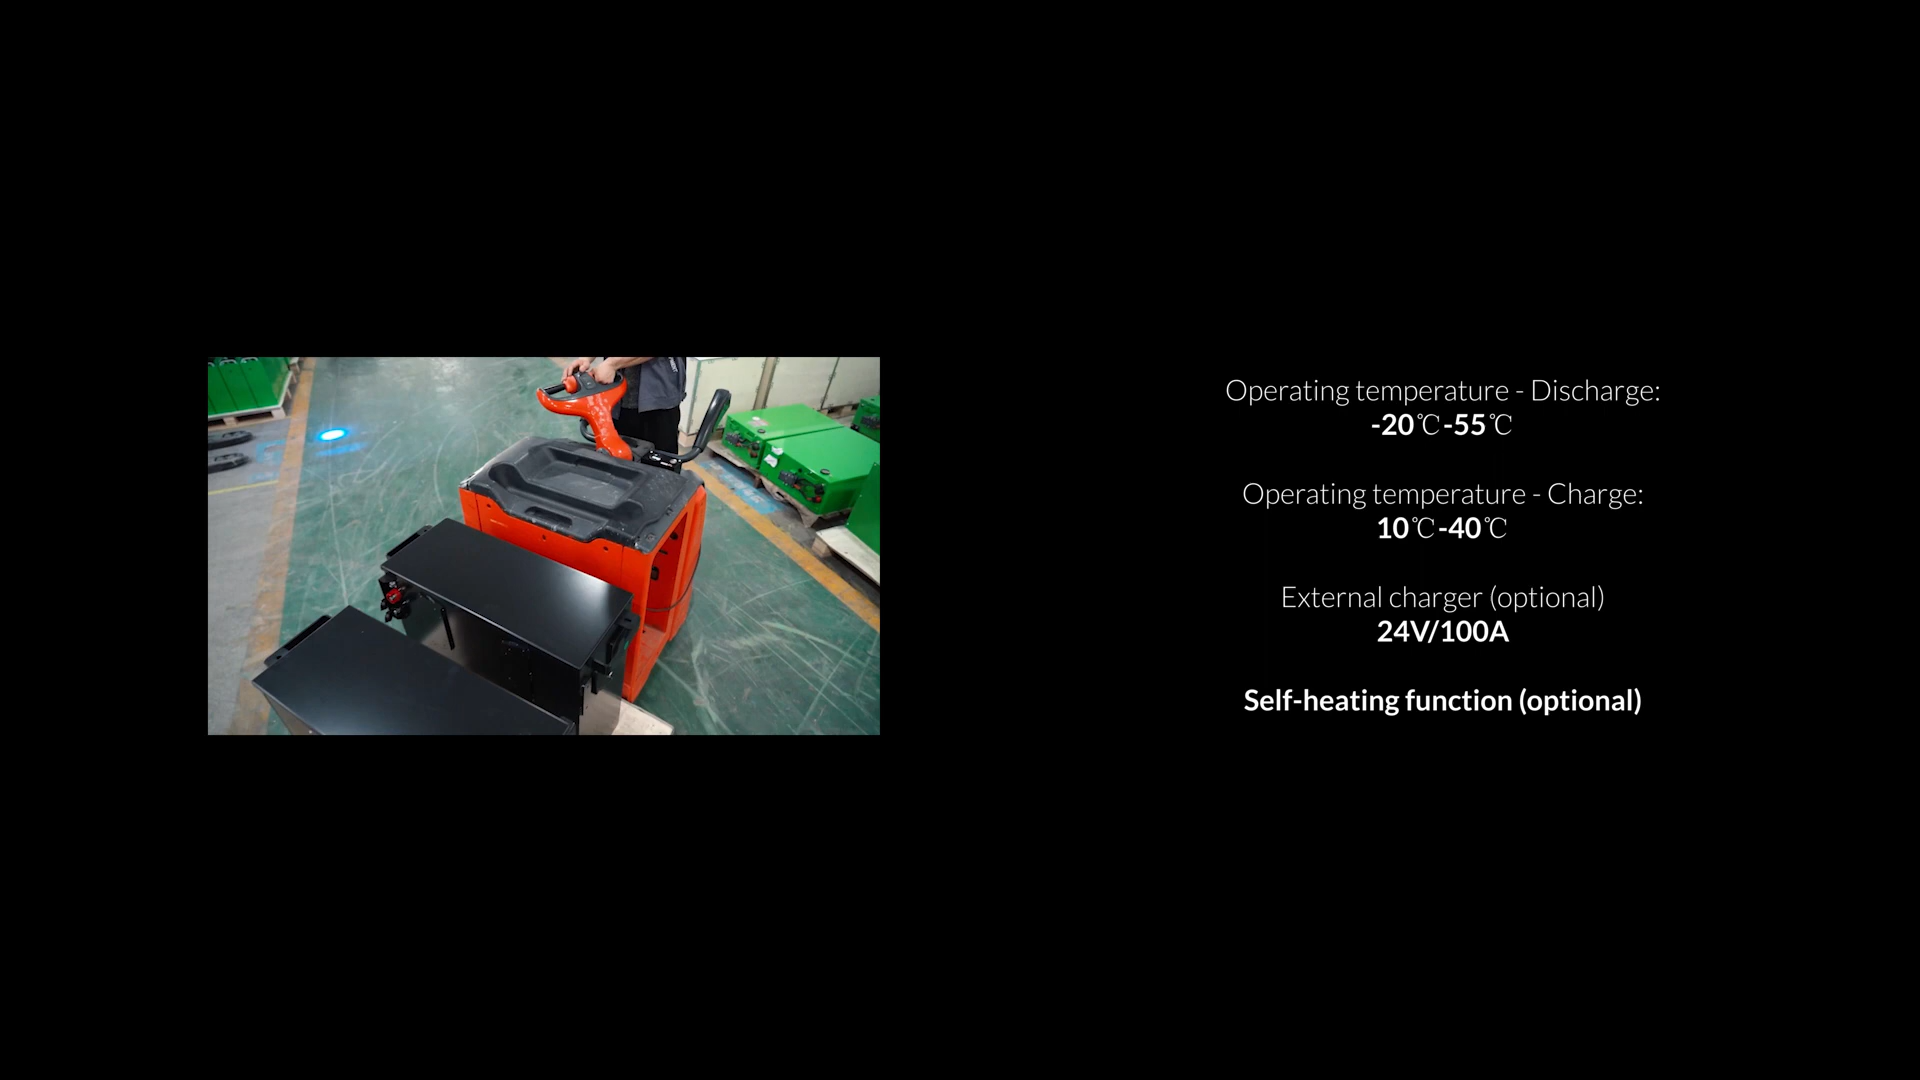 Operating temperature - Discharge:
-20℃-55℃
Operating temperature - Charge:
10℃-40℃
External charger (optional)
24V/100A
Self-heating function (optional)